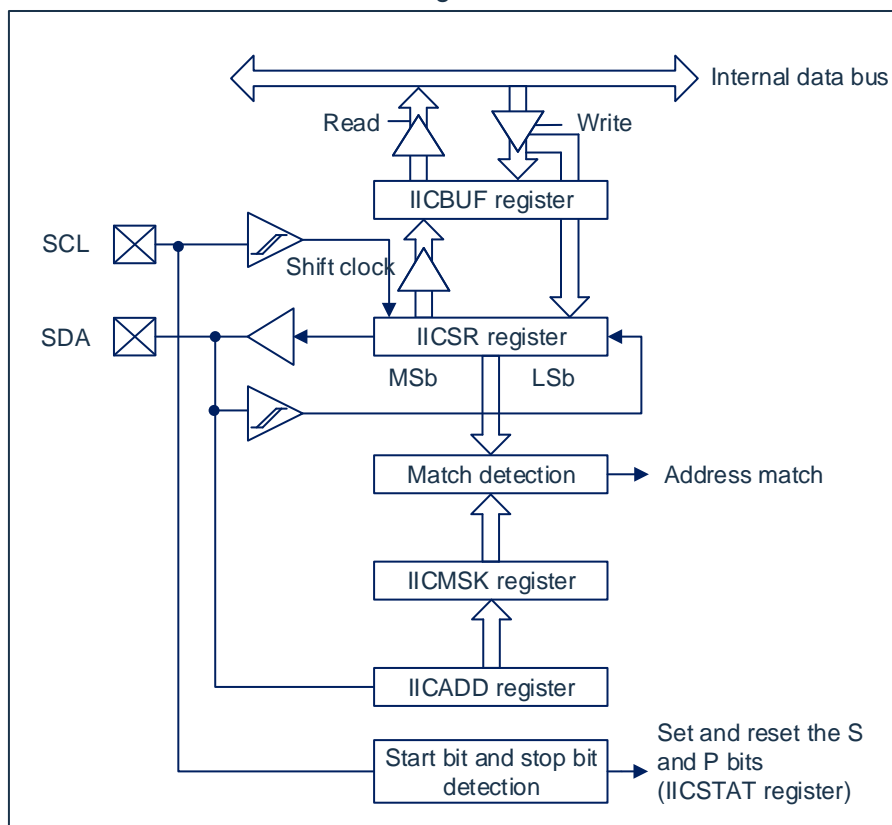 Internal data bus
Read
Write
IICBUF register
SCL
Shift clock
SDA
IICSR register
MSb
LSb
Match detection
Address match
IICMSK register
IICADD register
Start bit and stop bit
detection
Set and reset the S
and P bits
(IICSTAT register)